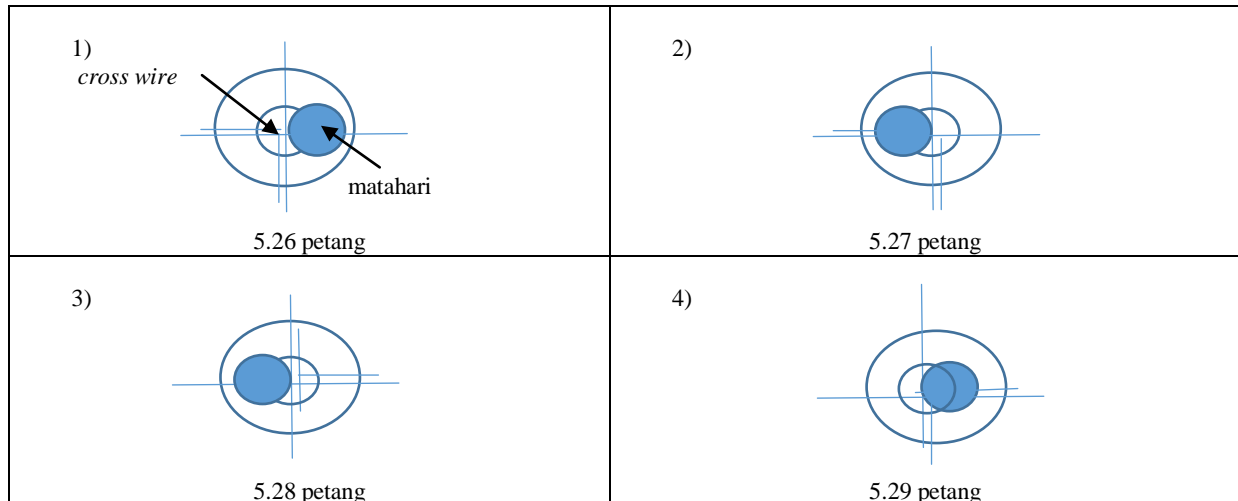 1)
cross wire
matahari
5.26 petang
2)
5.27 petang
3)
5.28 petang
4)
5.29 petang